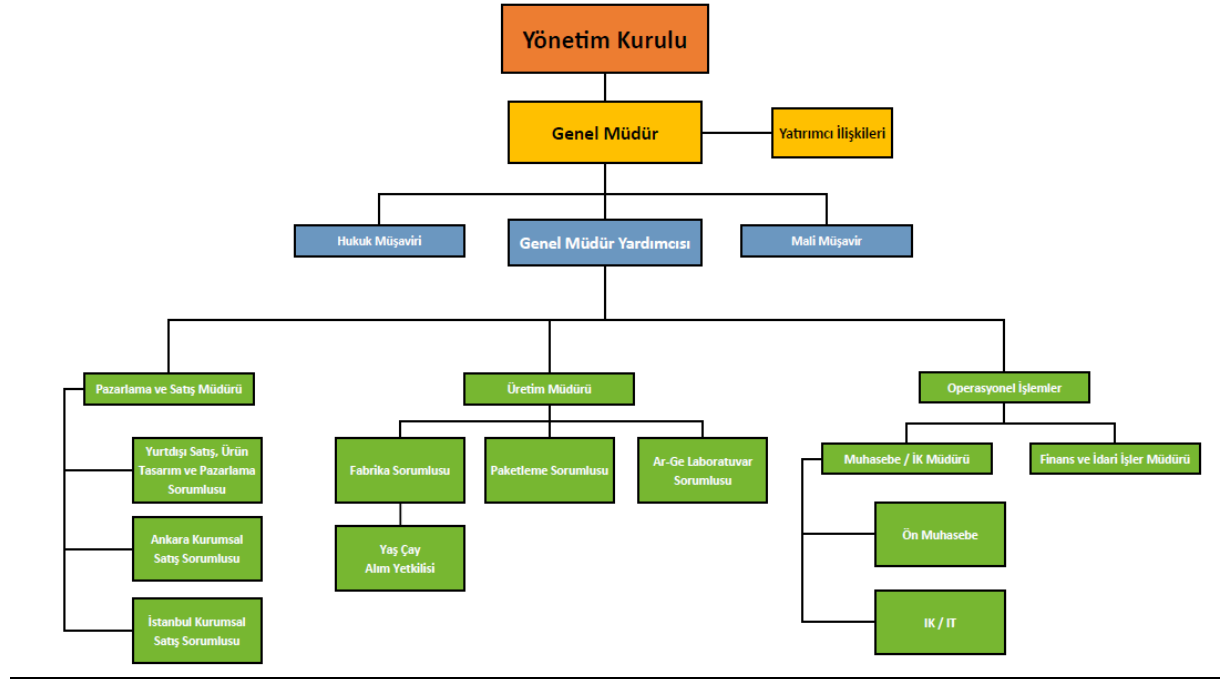 Yönetim Kurulu
Genel Müdür
Yatırımcı İlişkileri
Hukuk Müşaviri
Genel Müdür Yardımcısı
Mali Müşavir
Pazarlama ve Satış Müdürü
Üretim Müdürü
Operasyonel İşlemler
Yurtdışı Satış, Ürün
Tasarım ve Pazarlama
Sorumlusu
Fabrika Sorumlusu
Paketleme Sorumlusu
Ar-Ge Laboratuvar
Sorumlusu
Muhasebe / İK Müdürü
Finans ve İdari İşler Müdürü
Ankara Kurumsal
Satış Sorumlusu
Yaş Çay
Alım Yetkilisi
Ön Muhasebe
İstanbul Kurumsal
Satış Sorumlusu
IK / IT